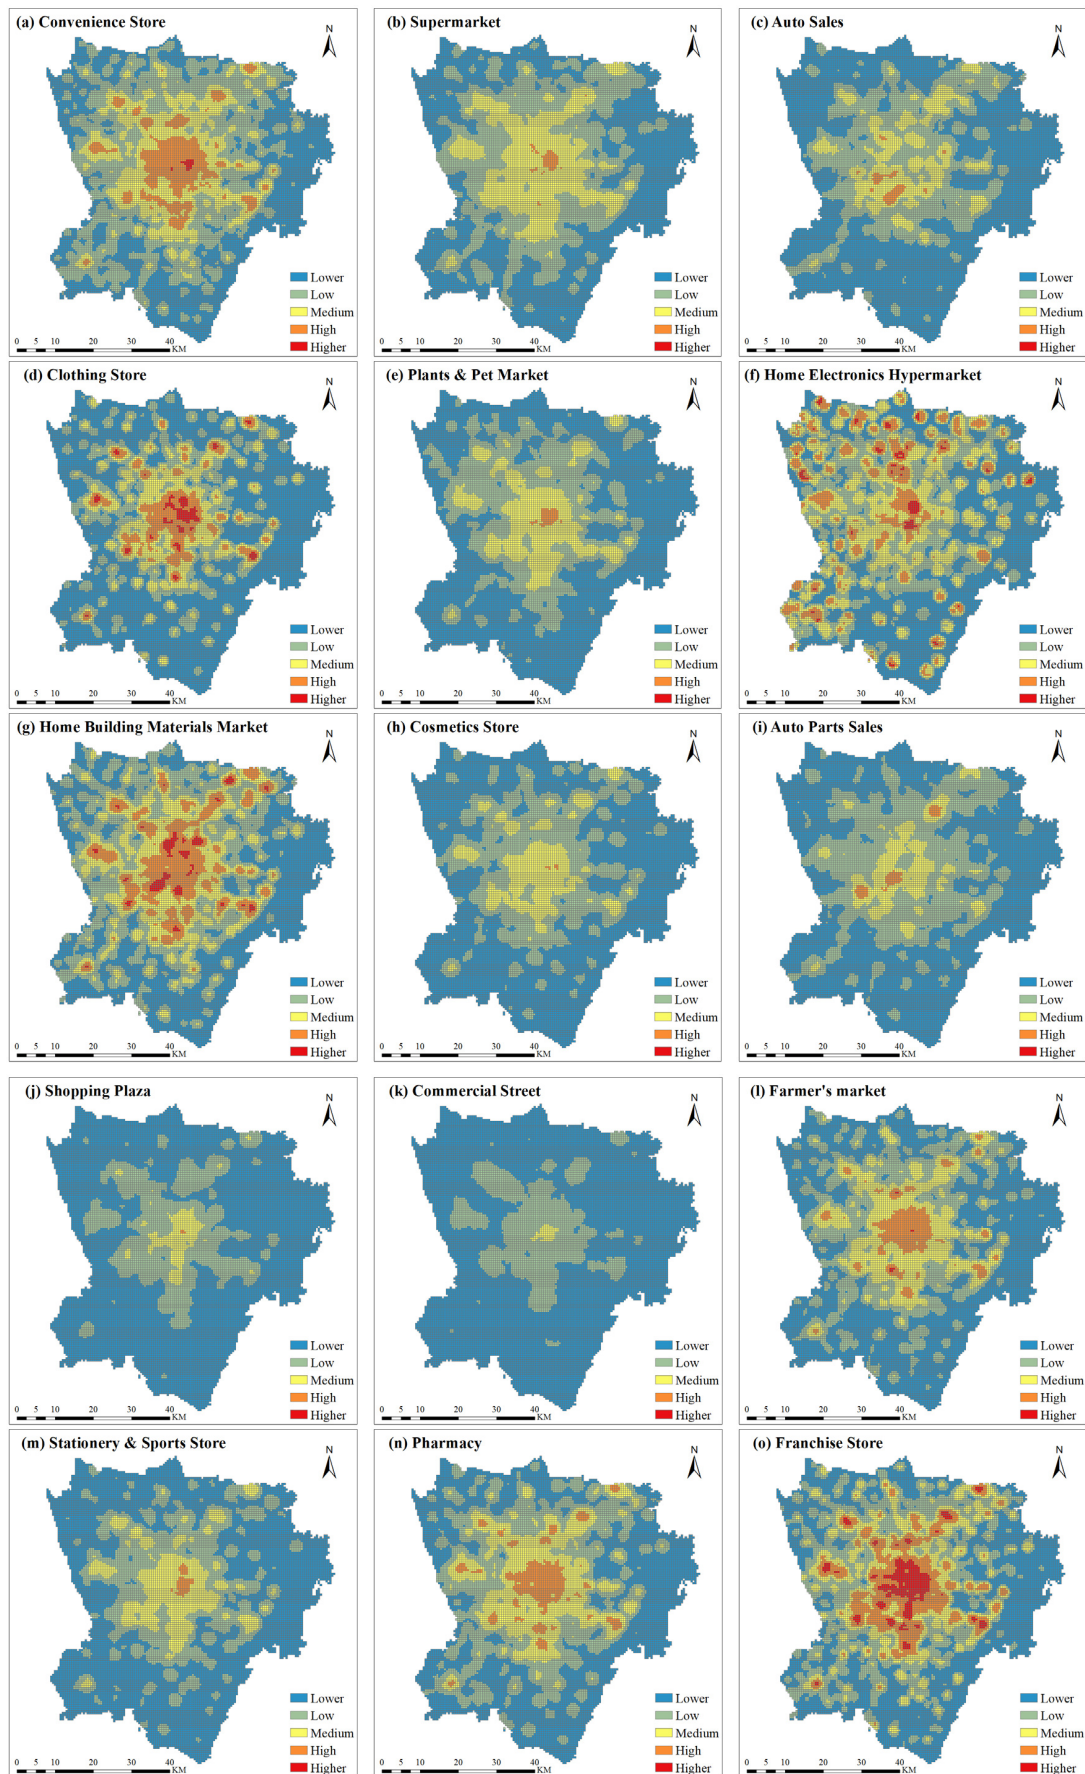 (a) Convenience Store
N
Lower
Low
Medium
High
Higher
0 5 10 20 30 40
KM
(b) Supermarket
N
Lower
Low
Medium
High
Higher
0 5 10 20 30 40
KM
(c) Auto Sales
N
Lower
Low
Medium
High
Higher
0 5 10 20 30 40
KM
(d) Clothing Store
N
Lower
Low
Medium
High
Higher
0 5 10 20 30 40
KM
(e) Plants & Pet Market
N
Lower
Low
Medium
High
Higher
0 5 10 20 30 40
KM
(f) Home Electronics Hypermarket
N
Lower
Low
Medium
High
Higher
0 5 10 20 30 40
KM
(g) Home Building Materials Market
N
Lower
Low
Medium
High
Higher
0 5 10 20 30 40
KM
(h) Cosmetics Store
N
Lower
Low
Medium
High
Higher
0 5 10 20 30 40
KM
(i) Auto Parts Sales
N
Lower
Low
Medium
High
Higher
0 5 10 20 30 40
KM
(j) Shopping Plaza
N
Lower
Low
Medium
High
Higher
0 5 10 20 30 40
KM
(k) Commercial Street
N
Lower
Low
Medium
High
Higher
0 5 10 20 30 40
KM
(l) Farmer's market
N
Lower
Low
Medium
High
Higher
0 5 10 20 30 40
KM
(m) Stationery & Sports Store
N
Lower
Low
Medium
High
Higher
0 5 10 20 30 40
KM
(n) Pharmacy
N
Lower
Low
Medium
High
Higher
0 5 10 20 30 40
KM
(o) Franchise Store
N
Lower
Low
Medium
High
Higher
0 5 10 20 30 40
KM